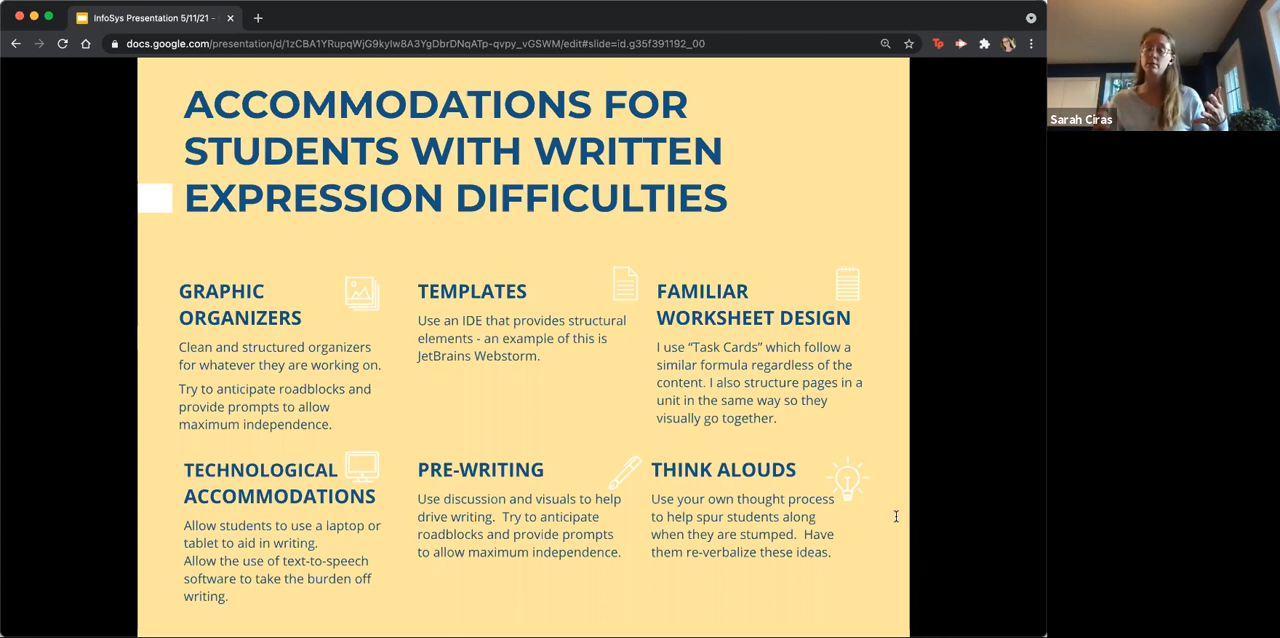 InfoSys Presentation 5/11/21 -
docs.google.com/presentation/d/1zCBA1YRupqWjG9kylw8A3YgDbrDNqATp-qvpy_vGSWM/edit#slide=id.g35f391192_00
Tp
Sarah Ciras
ACCOMMODATIONS FOR
STUDENTS WITH WRITTEN
EXPRESSION DIFFICULTIES
GRAPHIC
ORGANIZERS
Clean and structured organizers
for whatever they are working on.
Try to anticipate roadblocks and
provide prompts to allow
maximum independence.
TEMPLATES
Use an IDE that provides structural
elements - an example of this is
JetBrains Webstorm.
FAMILIAR
WORKSHEET DESIGN
I use “Task Cards” which follow a
similar formula regardless of the
content. I also structure pages in a
unit in the same way so they
visually go together.
TECHNOLOGICAL
ACCOMMODATIONS
Allow students to use a laptop or
tablet to aid in writing.
Allow the use of text-to-speech
software to take the burden off
writing.
PRE-WRITING
Use discussion and visuals to help
drive writing. Try to anticipate
roadblocks and provide prompts
to allow maximum independence.
THINK ALOUDS
Use your own thought process
to help spur students along
when they are stumped. Have
them re-verbalize these ideas.